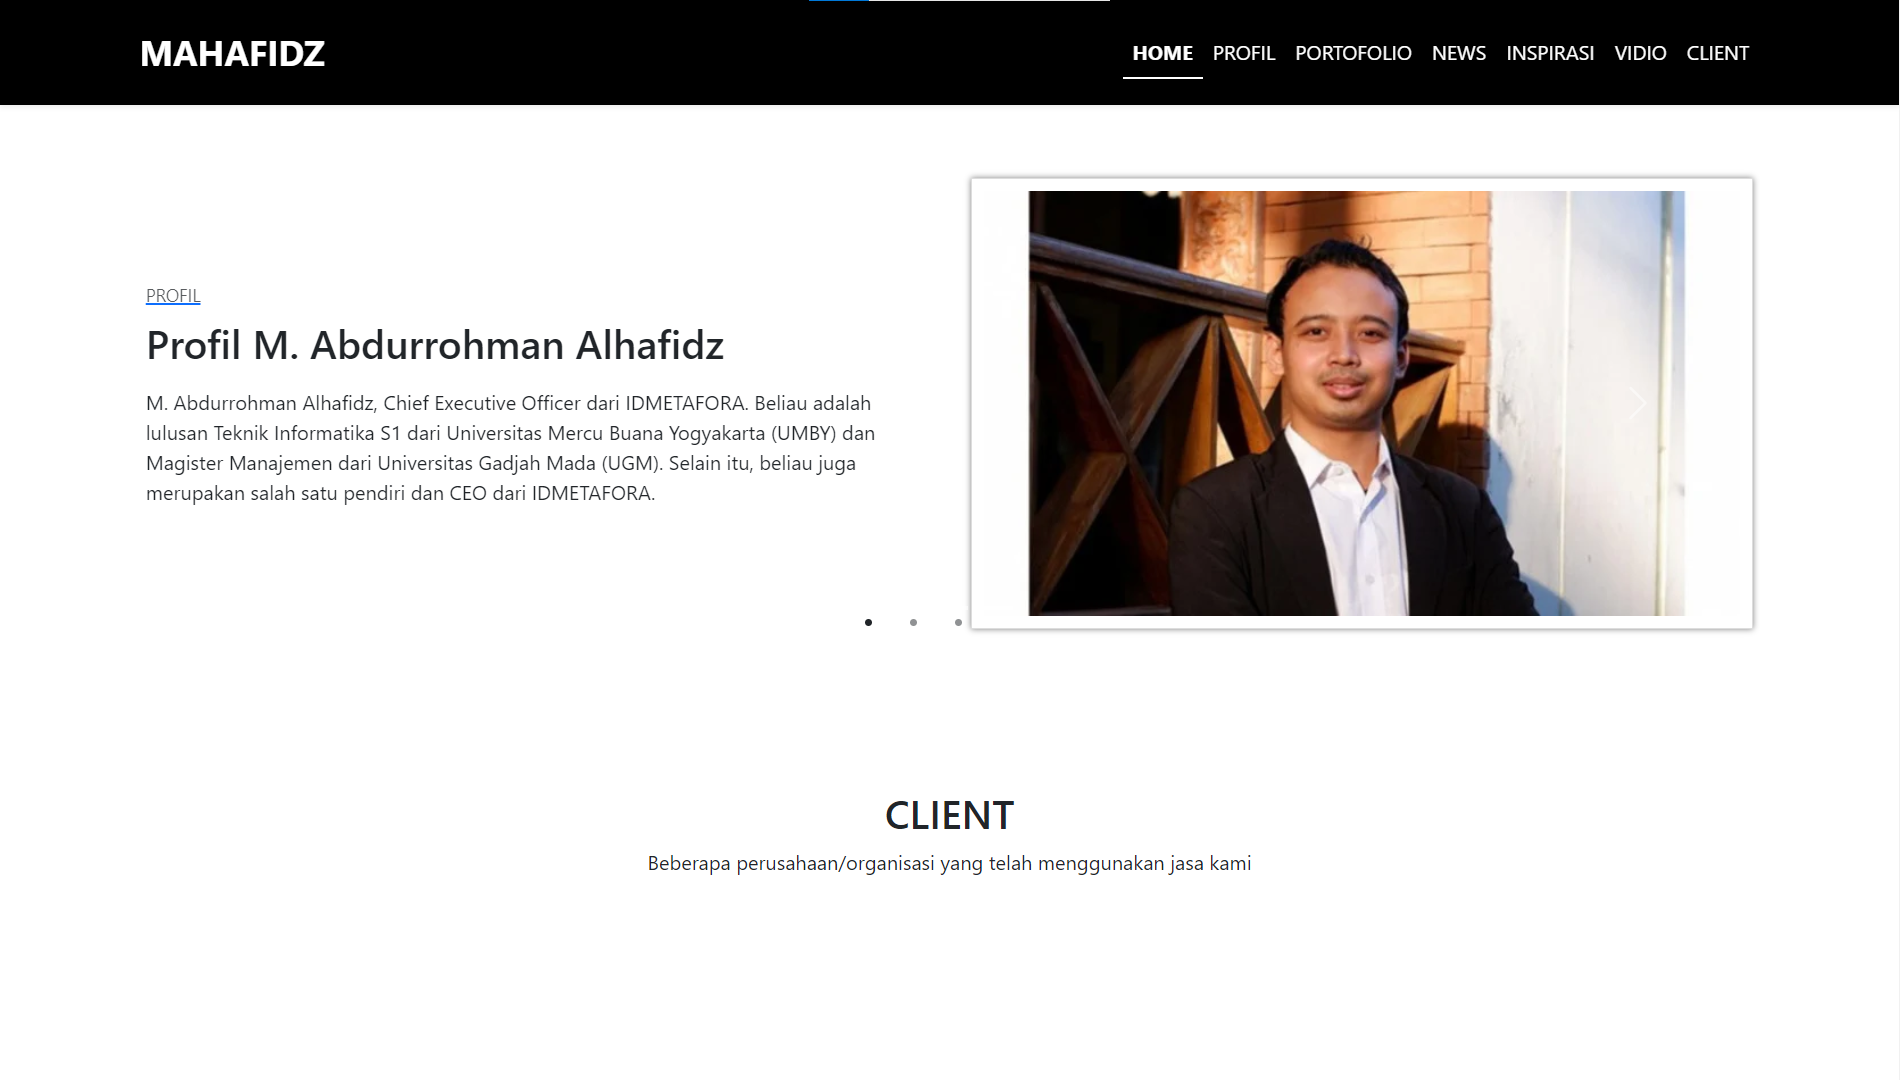 MAHAFIDZ
HOME PROFIL PORTOFOLIO NEWS INSPIRASI VIDIO CLIENT
PROFIL
Profil M. Abdurrohman Alhafidz
M. Abdurrohman Alhafidz, Chief Executive Officer dari IDMETAFORA. Beliau adalah
lulusan Teknik Informatika S1 dari Universitas Mercu Buana Yogyakarta (UMBY) dan
Magister Manajemen dari Universitas Gadjah Mada (UGM). Selain itu, beliau juga
merupakan salah satu pendiri dan CEO dari IDMETAFORA.
CLIENT
Beberapa perusahaan/organisasi yang telah menggunakan jasa kami